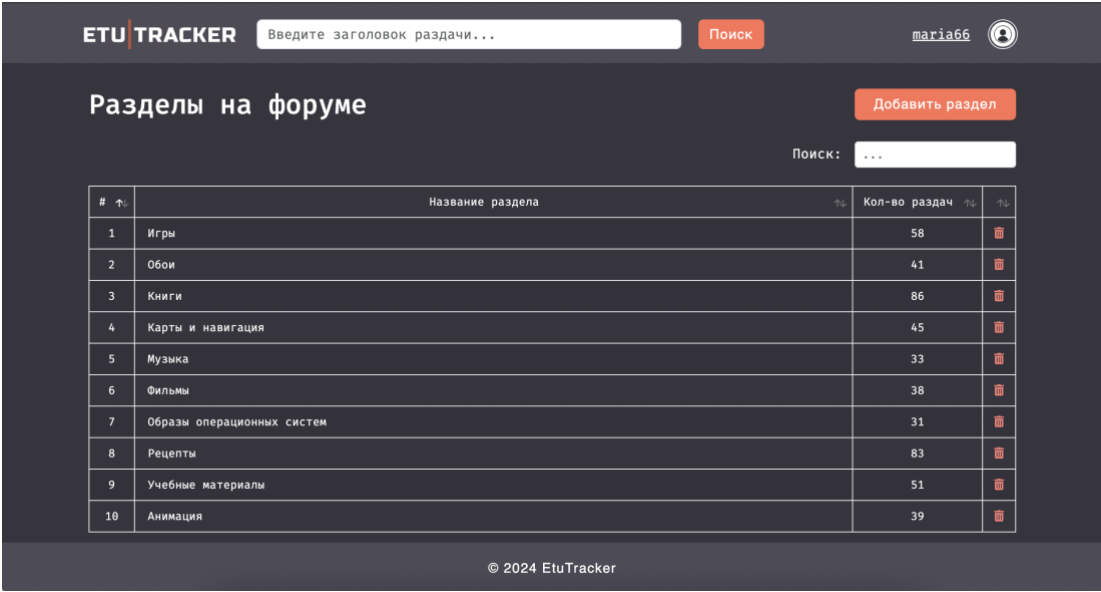 ETU TRACKER Введите заголовок раздачи... Поиск maria66
Разделы на форуме Добавить раздел
Поиск: ...
# Название раздела Кол-во раздач
1 Игры 58
2 Обои 41
3 Книги 86
4 Карты и навигация 45
5 Музыка 33
6 Фильмы 38
7 Образы операционных систем 31
8 Рецепты 83
9 Учебные материалы 51
10 Анимация 39
© 2024 EtuTracker